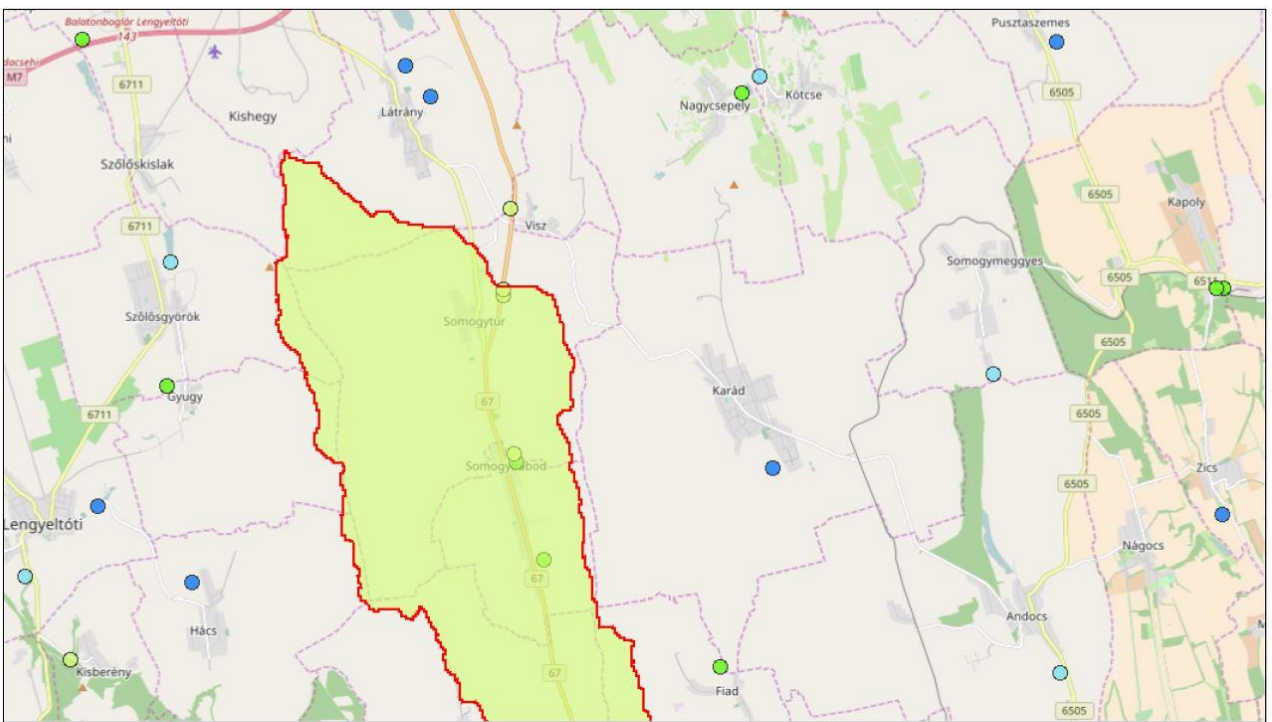 Balatonboglár Lengyeltóti
143
M7
6711
Kishegy
Látrány
Szőlőskislak
6711
Szőlősgyörök
Gyugy
6711
Lengyeltóti
Hács
Kisberény
Visz
Somogytúr
67
67
67
Nagycsepely
Kötcse
Karád
Fiad
Pusztaszemes
6505
6505
Kapoly
Somogymeggyes
6505
6505
6505
Zics
6505
Nágocs
Andocs
6505